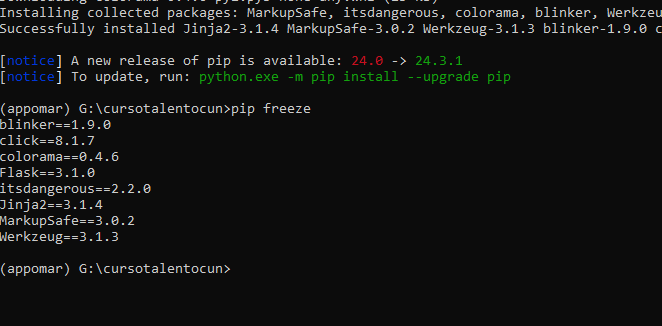 Installing collected packages: MarkupSafe, itsdangerous, colorama, blinker, Werkzeu
Successfully installed Jinja2-3.1.4 MarkupSafe-3.0.2 Werkzeug-3.1.3 blinker-1.9.0 c
[notice] A new release of pip is available: 24.0 -> 24.3.1
[notice] To update, run: python.exe -m pip install --upgrade pip
(appomar) G:\cursotalentocun>pip freeze
blinker==1.9.0
click==8.1.7
colorama==0.4.6
Flask==3.1.0
itsdangerous==2.2.0
Jinja2==3.1.4
MarkupSafe==3.0.2
Werkzeug==3.1.3
(appomar) G:\cursotalentocun>